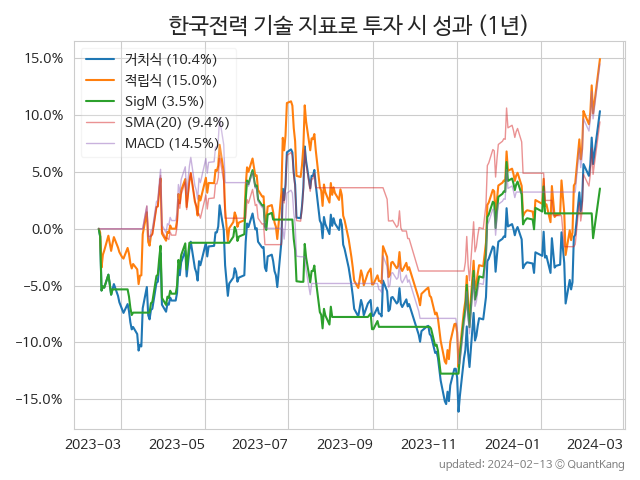 한국전력 기술 지표로 투자 시 성과 (1년)
거치식 (10.4%)
적립식 (15.0%)
SigM (3.5%)
SMA(20) (9.4%)
MACD (14.5%)
15.0%
10.0%
5.0%
0.0%
−5.0%
−10.0%
−15.0%
2023-03 2023-05 2023-07 2023-09 2023-11 2024-01 2024-03
updated: 2024-02-13 ⓒ QuantKang